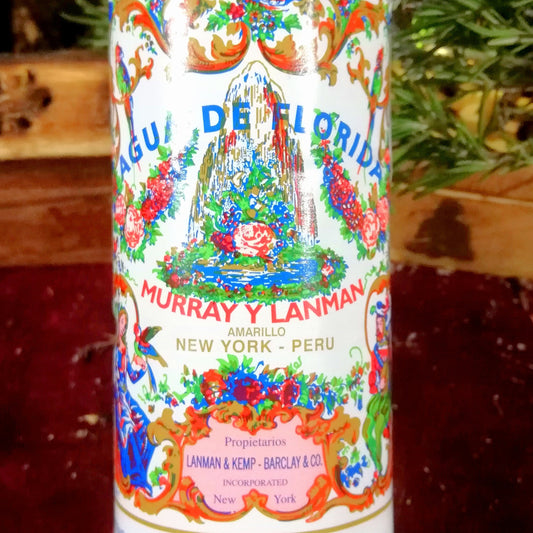 AGUA DE FLORIDA
MURRAY Y LANMAN
AMARILLO
NEW YORK - PERU
Propietarios
LANMAN & KEMP - BARCLAY & CO.
INCORPORATED
New York